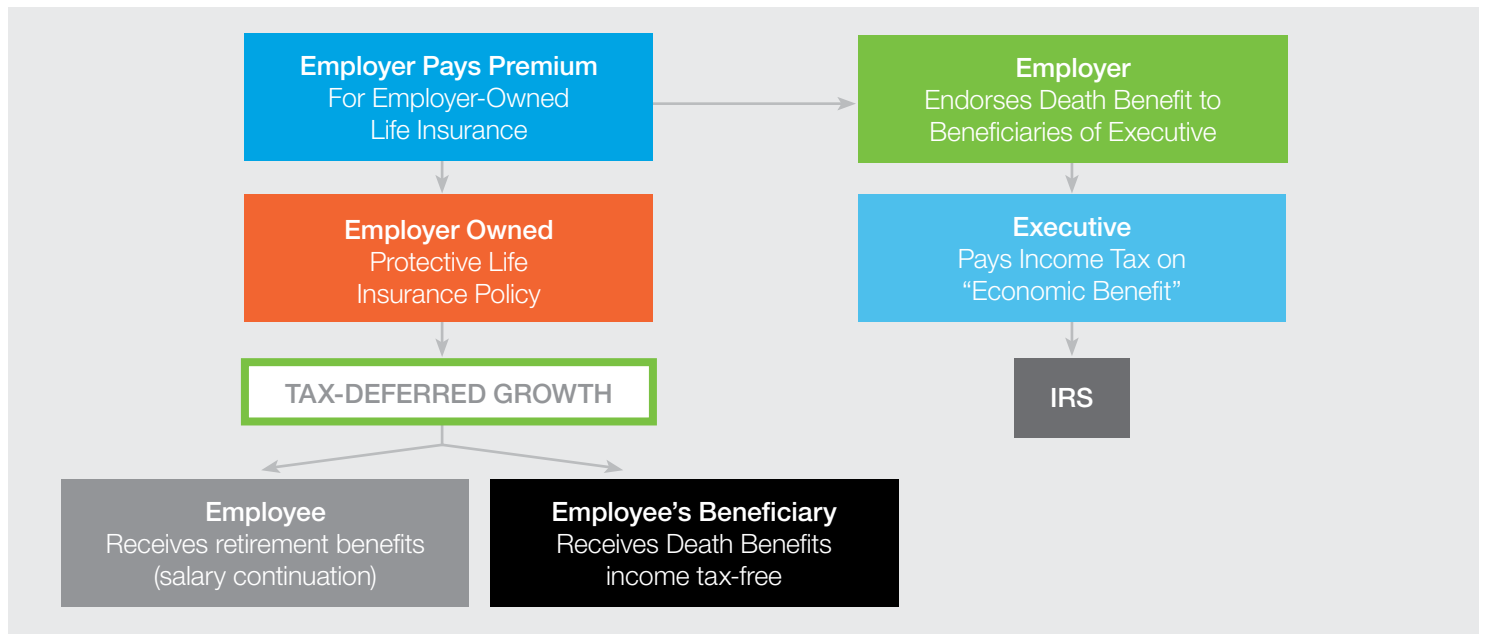 Employer Pays Premium
For Employer-Owned
Life Insurance
Employer
Endorses Death Benefit to
Beneficiaries of Executive
Employer Owned
Protective Life
Insurance Policy
Executive
Pays Income Tax on
“Economic Benefit”
TAX-DEFERRED GROWTH
IRS
Employee
Receives retirement benefits
(salary continuation)
Employee’s Beneficiary
Receives Death Benefits
income tax-free